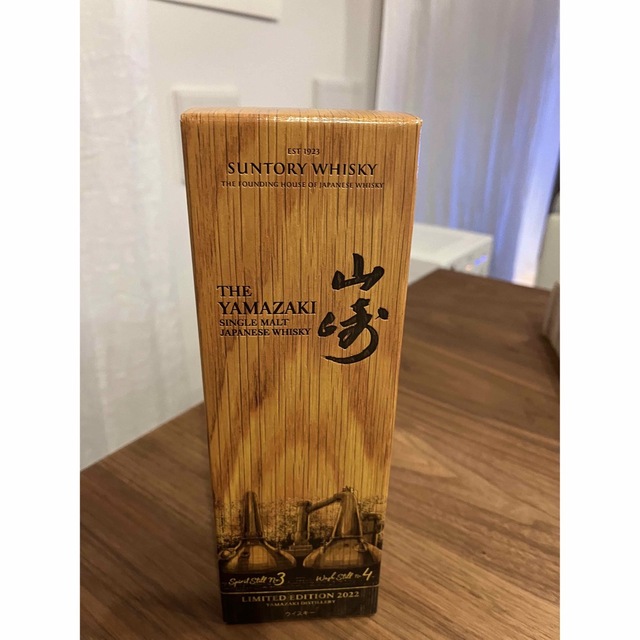 EST 1923
SUNTORY WHISKY
THE FOUNDING HOUSE OF JAPANESE WHISKY
山崎
THE
YAMAZAKI
SINGLE MALT
JAPANESE WHISKY
Spirit Still No3
Wash Still No4
LIMITED EDITION 2022
YAMAZAKI DISTILLERY
ウイスキー